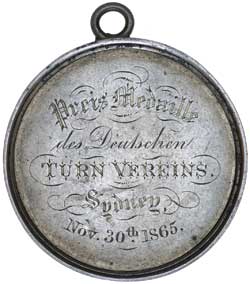 Preis Medaille
des Deutschen
TURN VEREINS.
Sydney
Nov. 30th 1865.